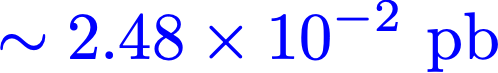 ∼ 2.48 × 10⁻² pb